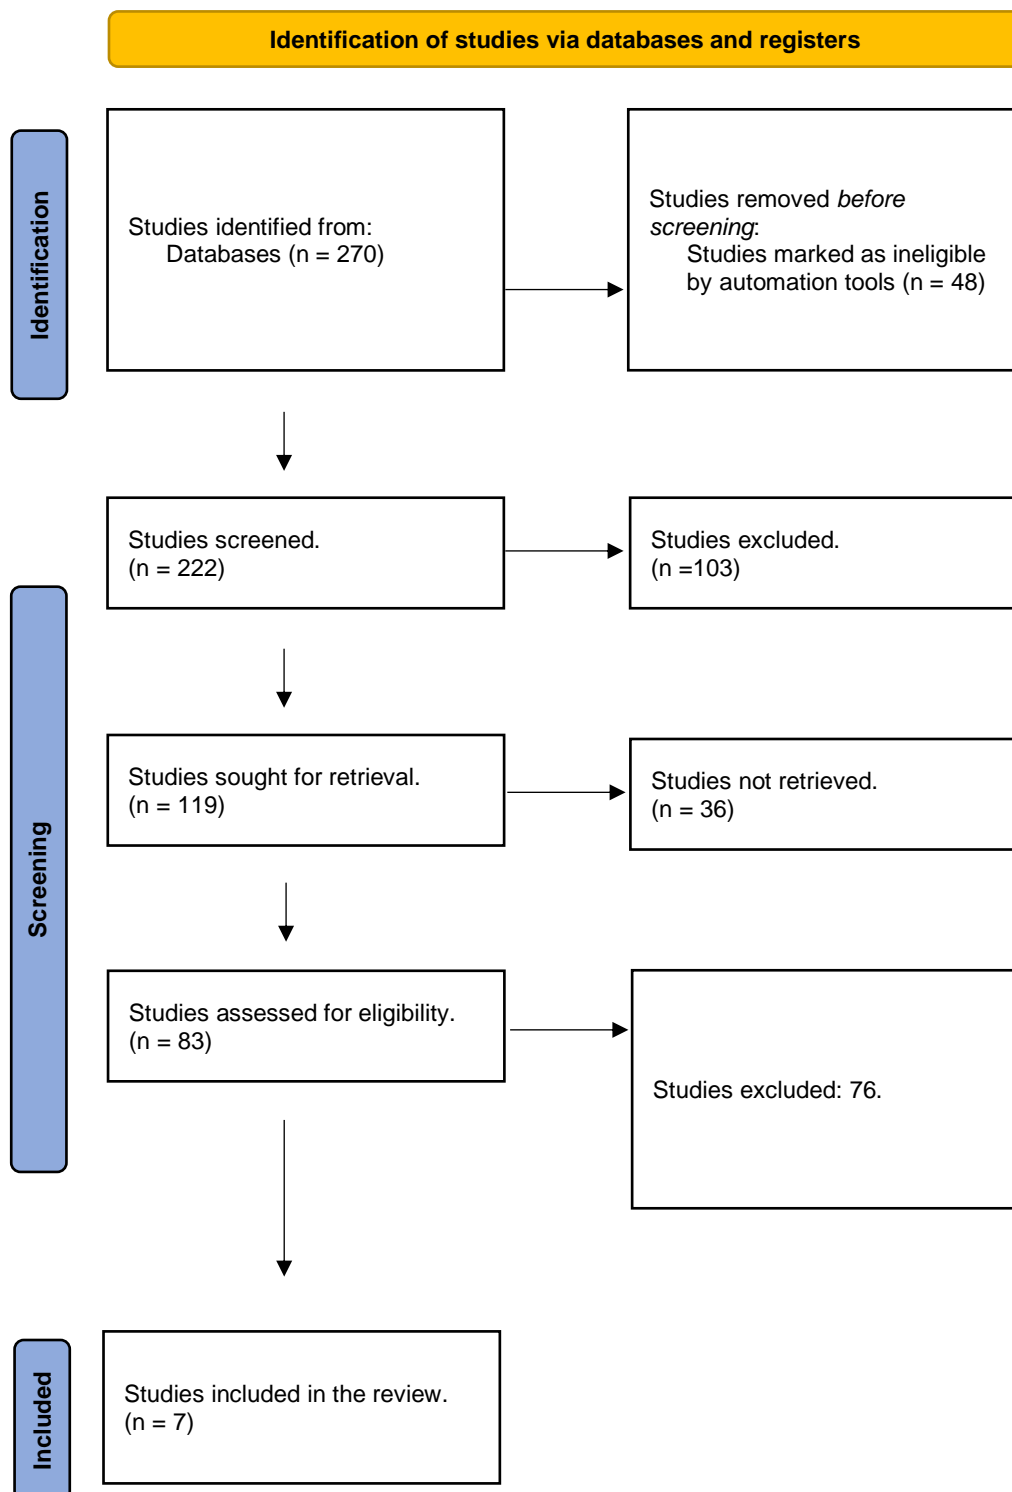 Identification of studies via databases and registers
Identification
Studies identified from:
Databases (n = 270)
Studies removed before
screening:
Studies marked as ineligible
by automation tools (n = 48)
Screening
Studies screened.
(n = 222)
Studies excluded.
(n =103)
Studies sought for retrieval.
(n = 119)
Studies not retrieved.
(n = 36)
Studies assessed for eligibility.
(n = 83)
Studies excluded: 76.
Included
Studies included in the review.
(n = 7)